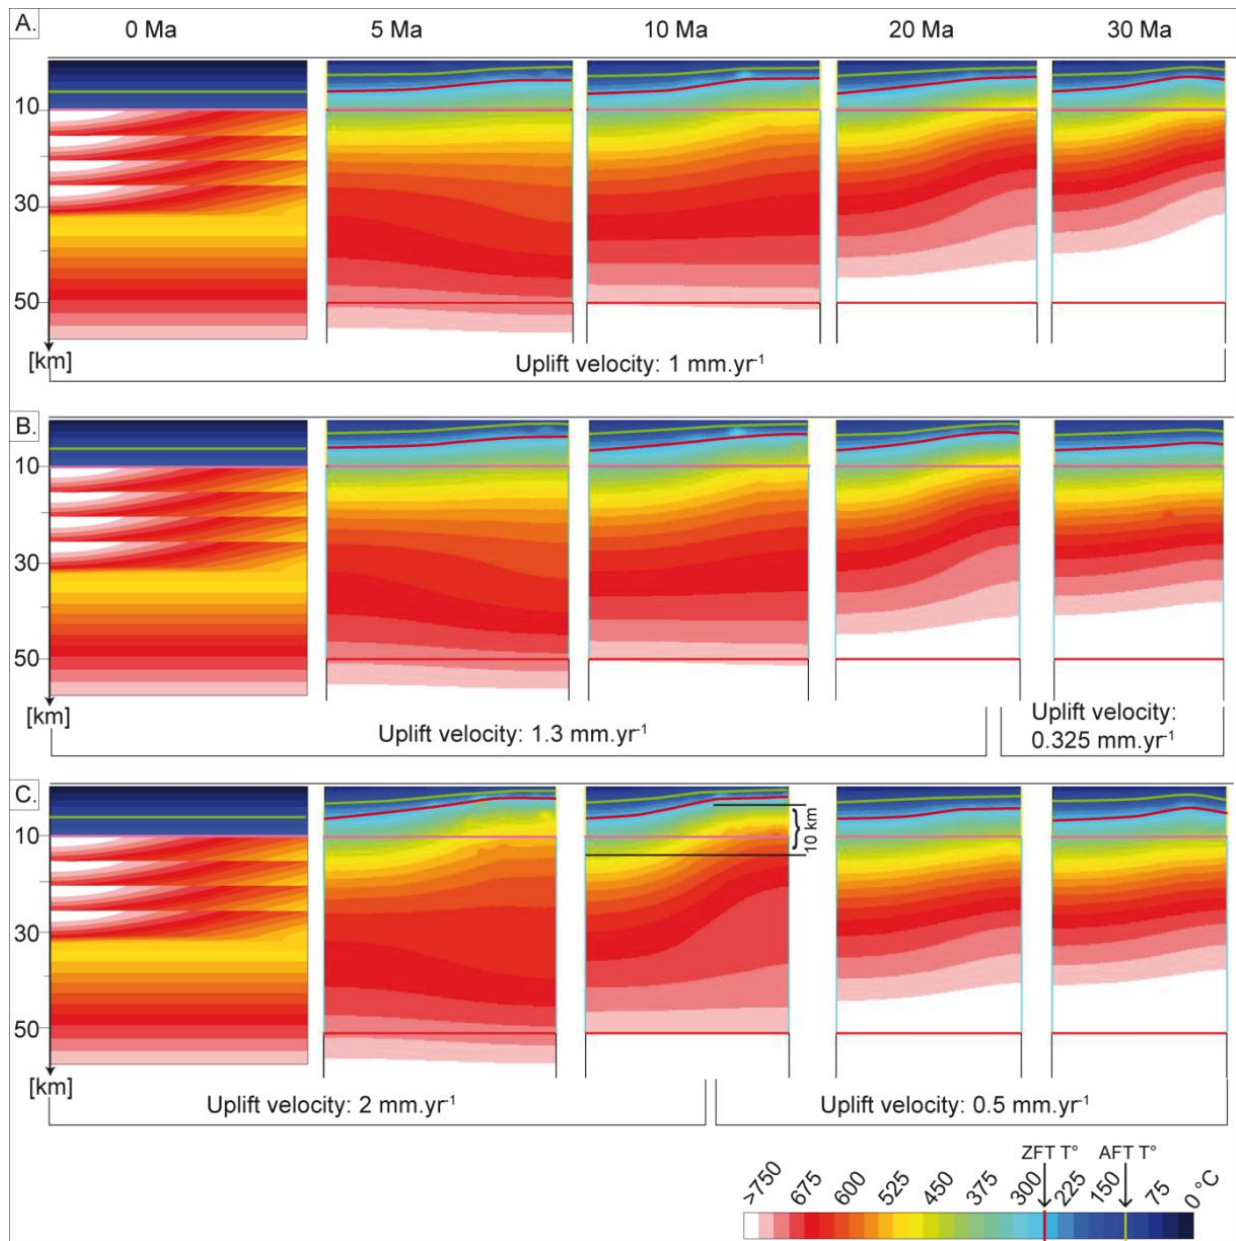 A.
0 Ma 5 Ma 10 Ma 20 Ma 30 Ma
10
30
50
[km]
Uplift velocity: 1 mm.yr⁻¹
B.
10
30
50
[km]
Uplift velocity: 1.3 mm.yr⁻¹
Uplift velocity:
0.325 mm.yr⁻¹
C.
10
10 km
30
50
[km]
Uplift velocity: 2 mm.yr⁻¹
Uplift velocity: 0.5 mm.yr⁻¹
ZFT T° AFT T°
>750 675 600 525 450 375 300 225 150 75 0 °C